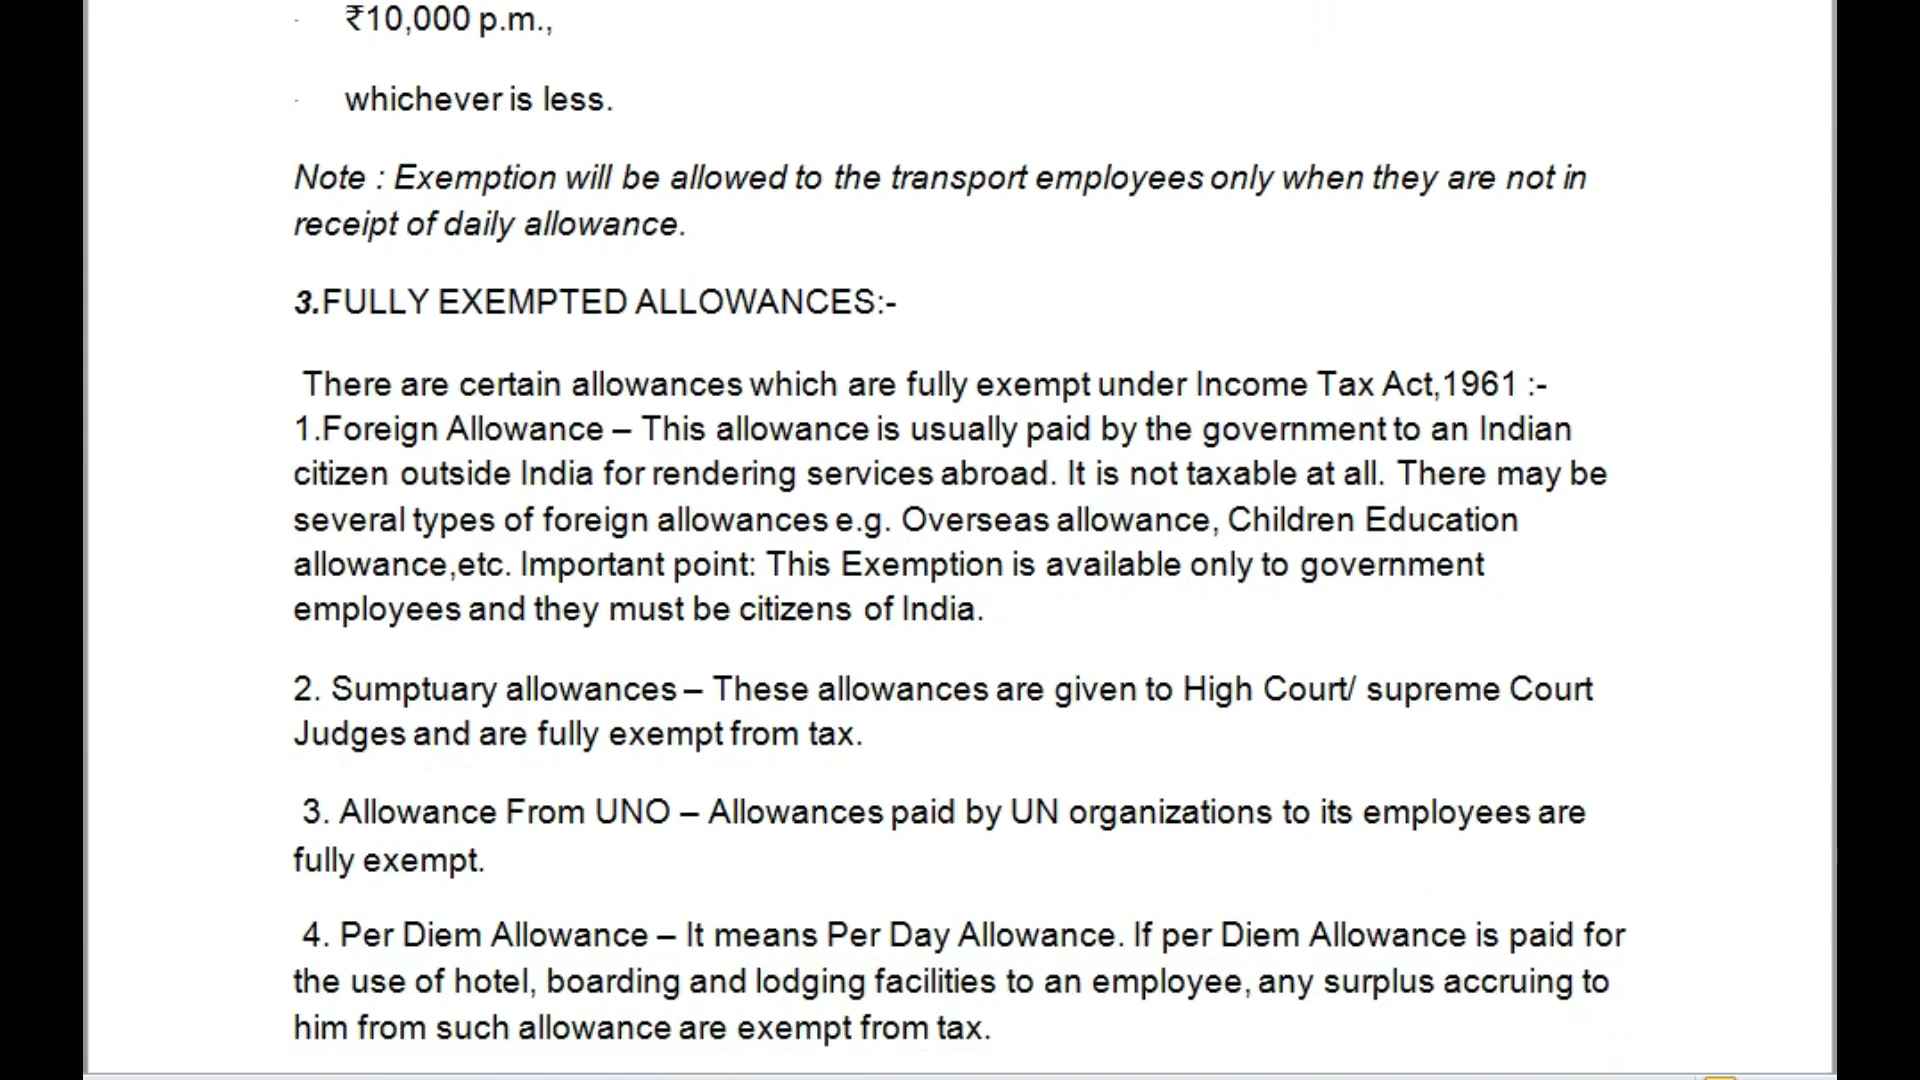 · ₹10,000 p.m.,
· whichever is less.
Note : Exemption will be allowed to the transport employees only when they are not in
receipt of daily allowance.
3.FULLY EXEMPTED ALLOWANCES:-
There are certain allowances which are fully exempt under Income Tax Act,1961 :-
1.Foreign Allowance – This allowance is usually paid by the government to an Indian
citizen outside India for rendering services abroad. It is not taxable at all. There may be
several types of foreign allowances e.g. Overseas allowance, Children Education
allowance,etc. Important point: This Exemption is available only to government
employees and they must be citizens of India.
2. Sumptuary allowances – These allowances are given to High Court/ supreme Court
Judges and are fully exempt from tax.
3. Allowance From UNO – Allowances paid by UN organizations to its employees are
fully exempt.
4. Per Diem Allowance – It means Per Day Allowance. If per Diem Allowance is paid for
the use of hotel, boarding and lodging facilities to an employee, any surplus accruing to
him from such allowance are exempt from tax.